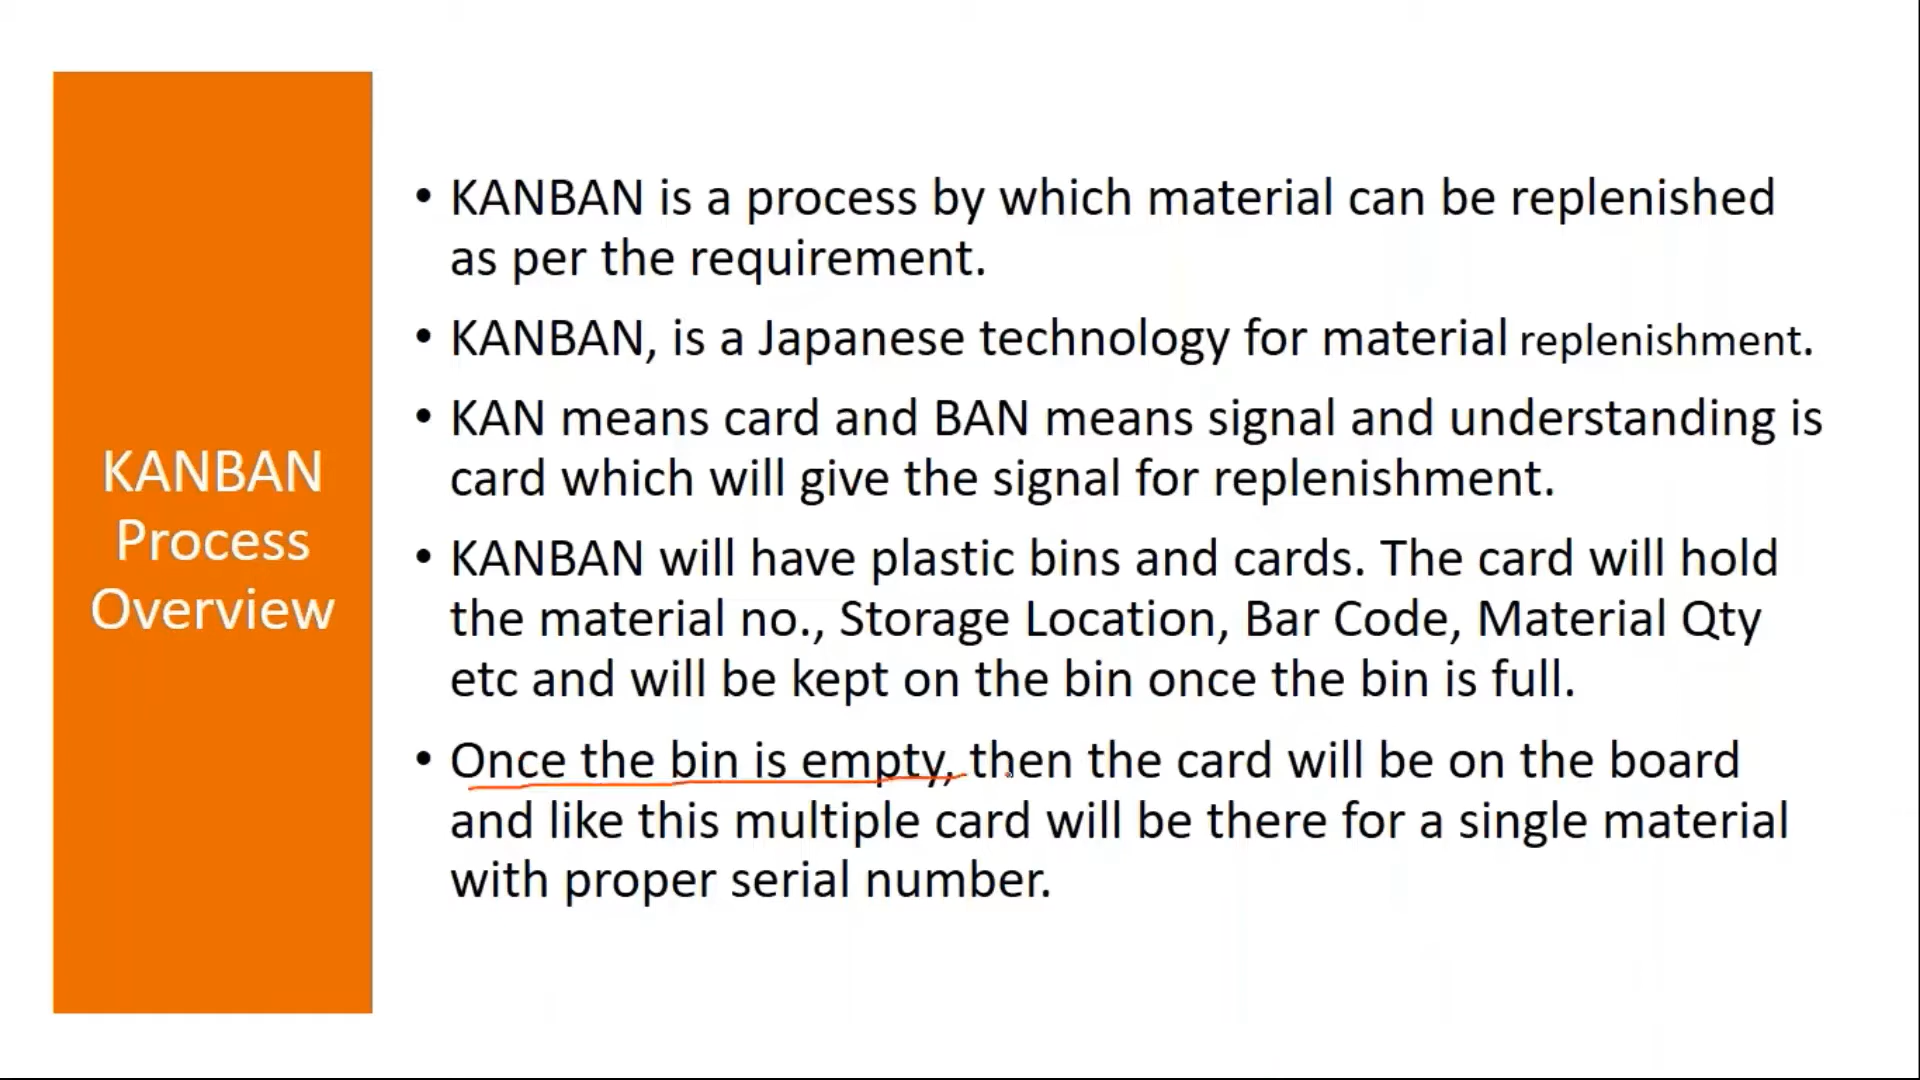 KANBAN
Process
Overview
• KANBAN is a process by which material can be replenished
as per the requirement.
• KANBAN, is a Japanese technology for material replenishment.
• KAN means card and BAN means signal and understanding is
card which will give the signal for replenishment.
• KANBAN will have plastic bins and cards. The card will hold
the material no., Storage Location, Bar Code, Material Qty
etc and will be kept on the bin once the bin is full.
• Once the bin is empty, then the card will be on the board
and like this multiple card will be there for a single material
with proper serial number.